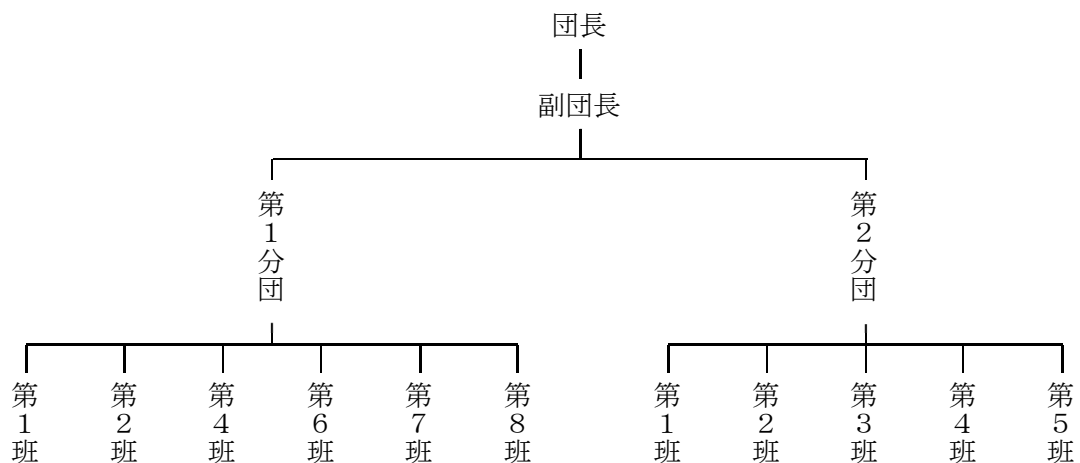 団長
副団長
第1分団
第2分団
第1班
第2班
第4班
第6班
第7班
第8班
第1班
第2班
第3班
第4班
第5班